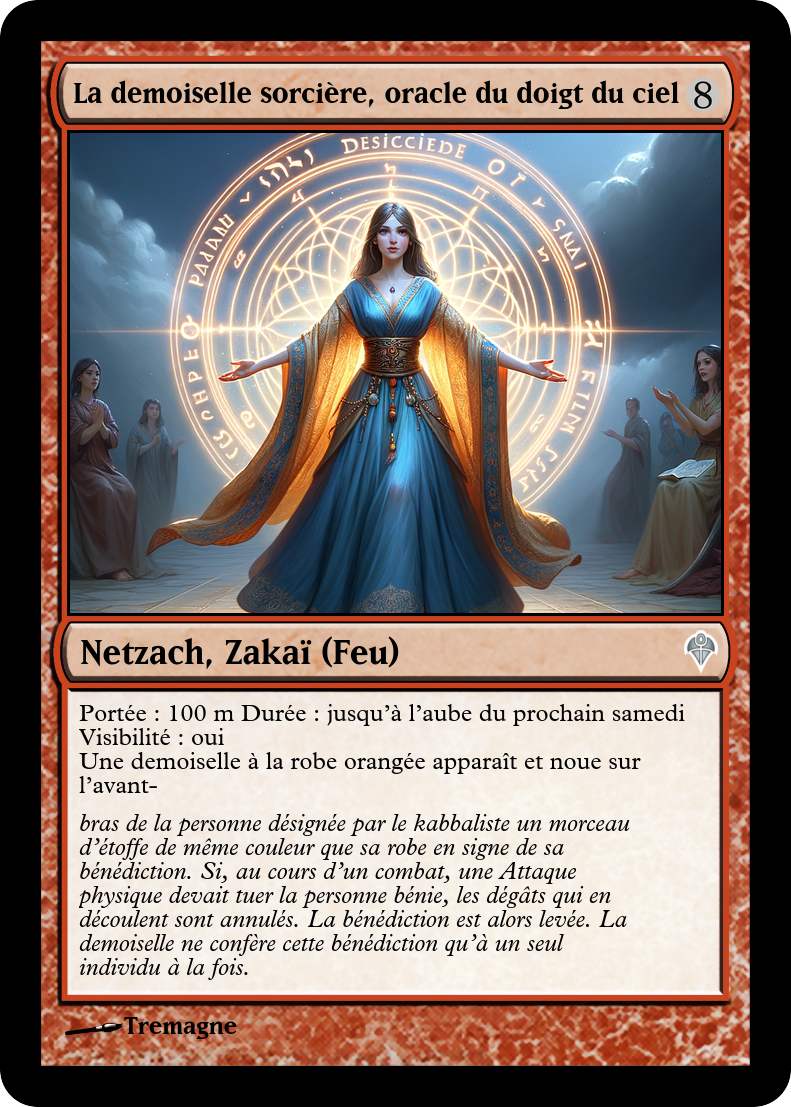 La demoiselle sorcière, oracle du doigt du ciel 8
DESICCIEDE
Netzach, Zakaï (Feu)
Portée : 100 m Durée : jusqu’à l’aube du prochain samedi
Visibilité : oui
Une demoiselle à la robe orangée apparaît et noue sur
l’avant-
bras de la personne désignée par le kabbaliste un morceau
d’étoffe de même couleur que sa robe en signe de sa
bénédiction. Si, au cours d’un combat, une Attaque
physique devait tuer la personne bénie, les dégâts qui en
découlent sont annulés. La bénédiction est alors levée. La
demoiselle ne confère cette bénédiction qu’à un seul
individu à la fois.
Tremagne